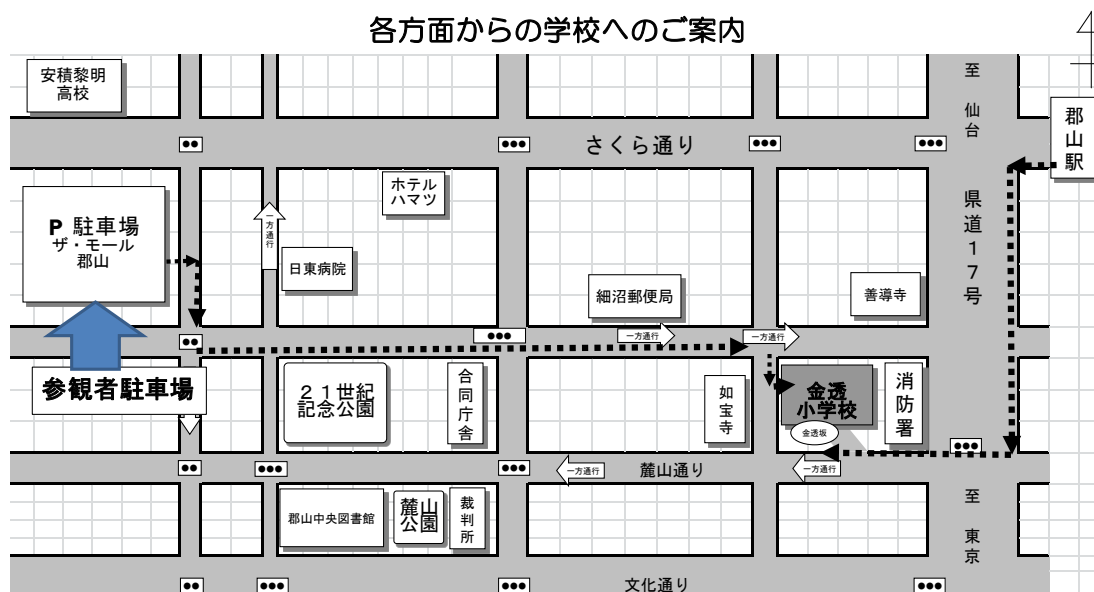 各方面からの学校へのご案内
安積黎明
高校
至 仙台
郡山駅
さくら通り
ホテル
ハマツ
P 駐車場
ザ・モール
郡山
一方通行
日東病院
県道17号
細沼郵便局
善導寺
一方通行
一方通行
参観者駐車場
21世紀
記念公園
合同庁舎
如宝寺
金透
小学校
金透坂
消防署
一方通行
麓山通り
一方通行
郡山中央図書館
麓山
公園
裁判所
至 東京
文化通り